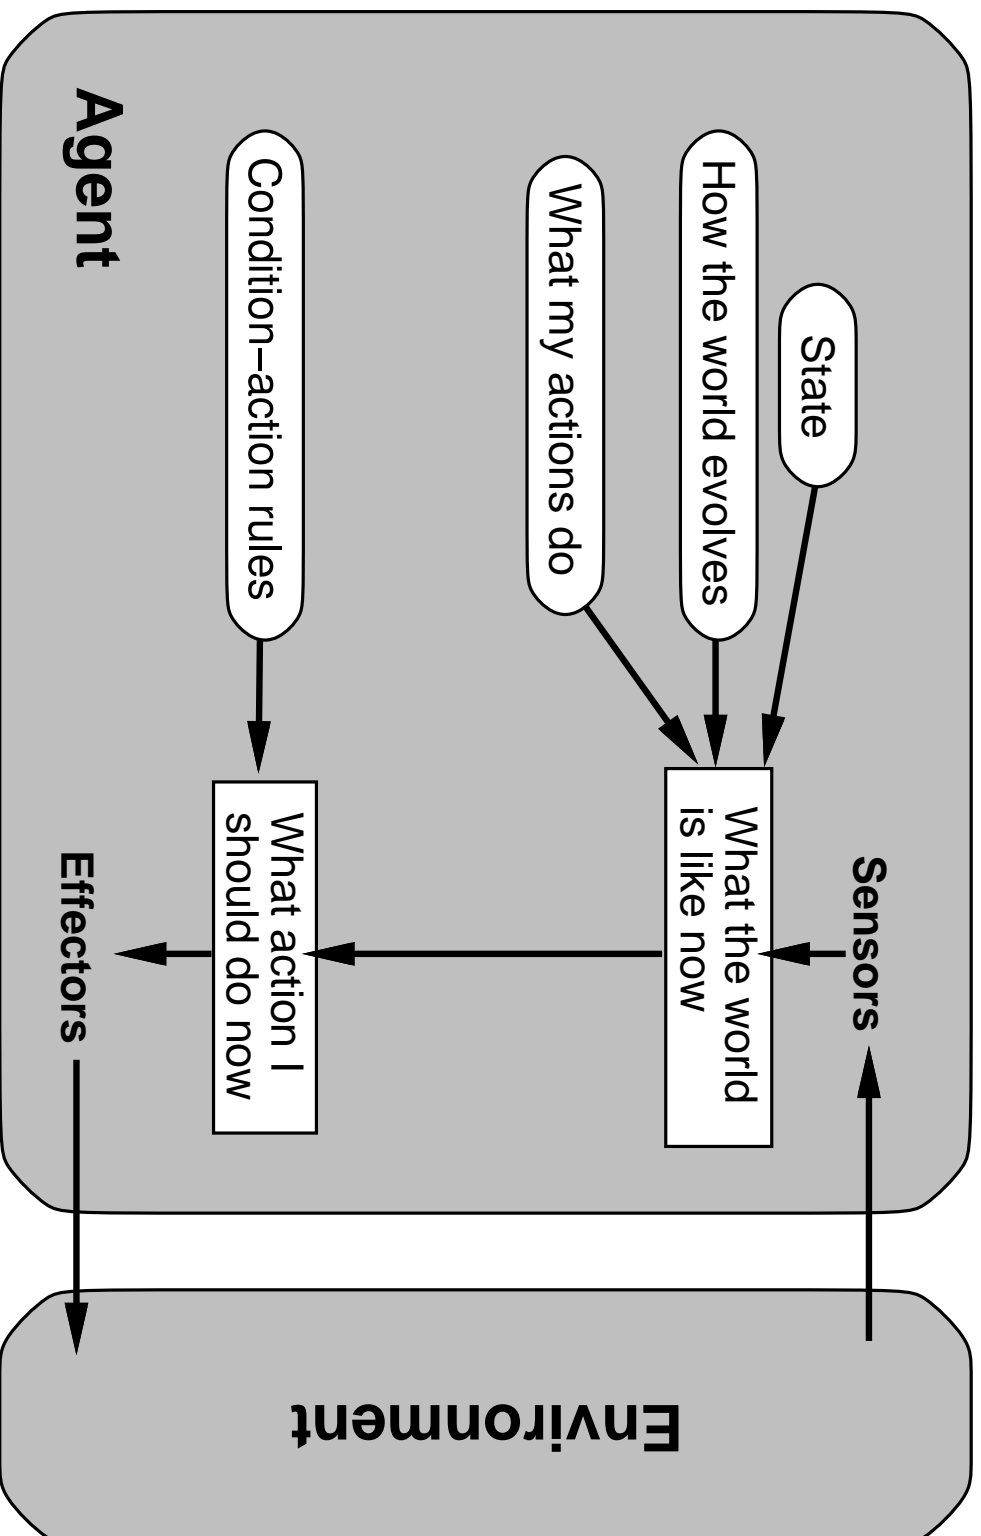 Sensors
State
How the world evolves
What the world
is like now
What my actions do
Condition–action rules
What action I
should do now
Agent
Effectors
Environment